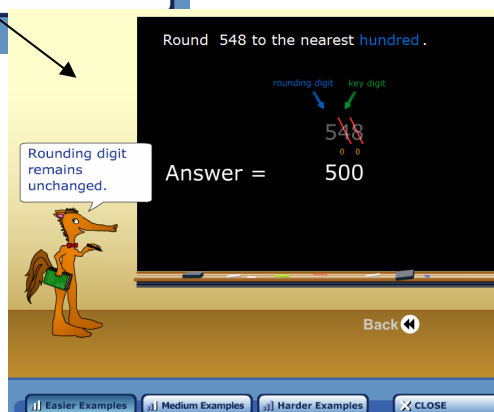 Round 548 to the nearest hundred.
rounding digit key digit
548
0 0
Rounding digit
remains
unchanged.
Answer = 500
Back
Easier Examples Medium Examples Harder Examples X CLOSE